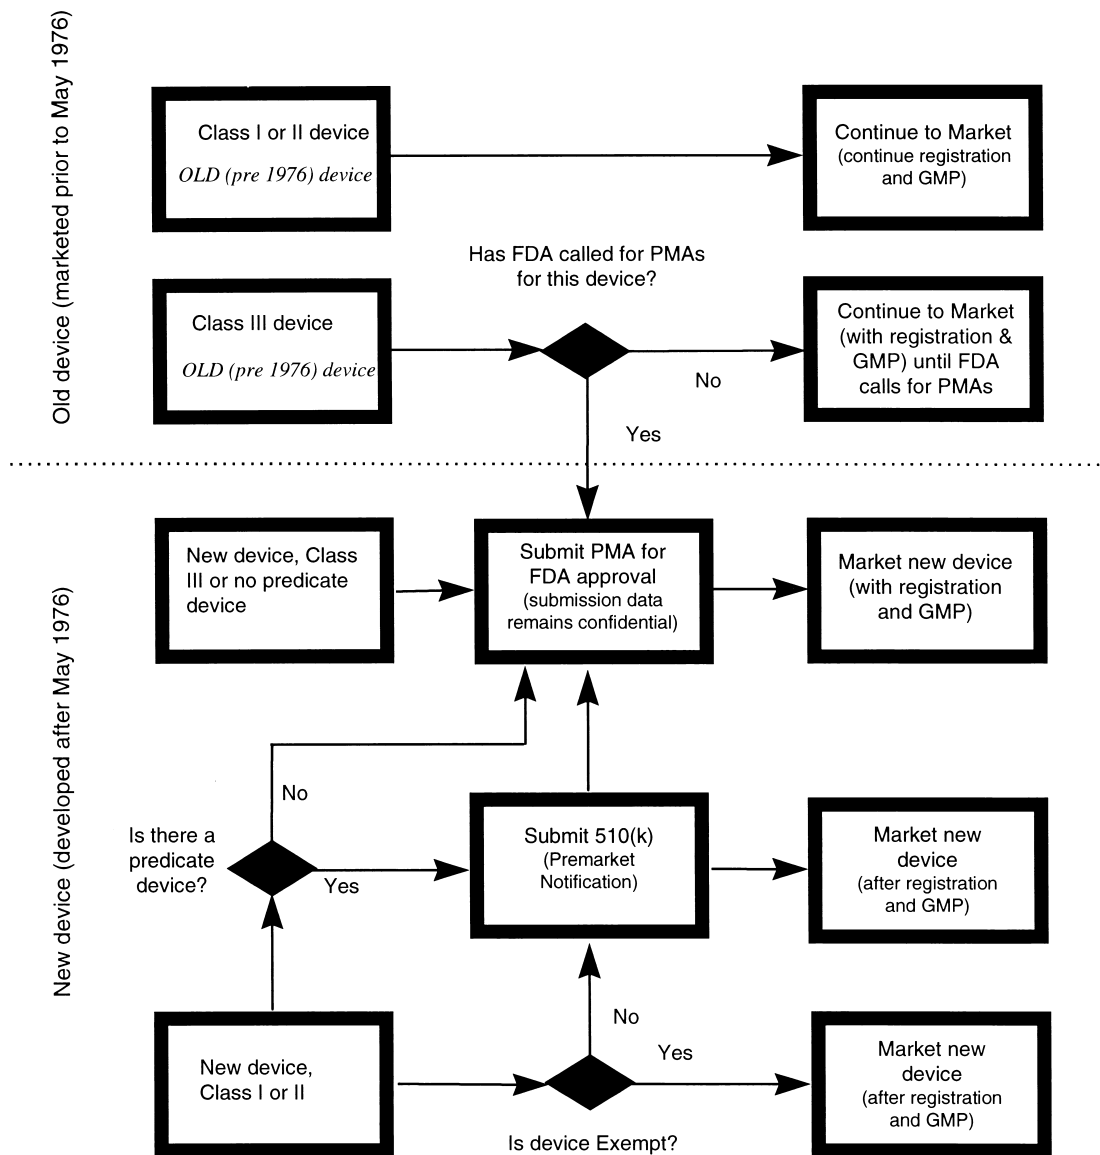 Old device (marketed prior to May 1976)
Class I or II device
OLD (pre 1976) device
Continue to Market
(continue registration
and GMP)
Has FDA called for PMAs
for this device?
Class III device
OLD (pre 1976) device
No
Continue to Market
(with registration &
GMP) until FDA
calls for PMAs
Yes
New device (developed after May 1976)
New device, Class
III or no predicate
device
Submit PMA for
FDA approval
(submission data
remains confidential)
Market new device
(with registration
and GMP)
No
Is there a
predicate
device?
Yes
Submit 510(k)
(Premarket
Notification)
Market new
device
(after registration
and GMP)
New device,
Class I or II
No
Yes
Is device Exempt?
Market new
device
(after registration
and GMP)